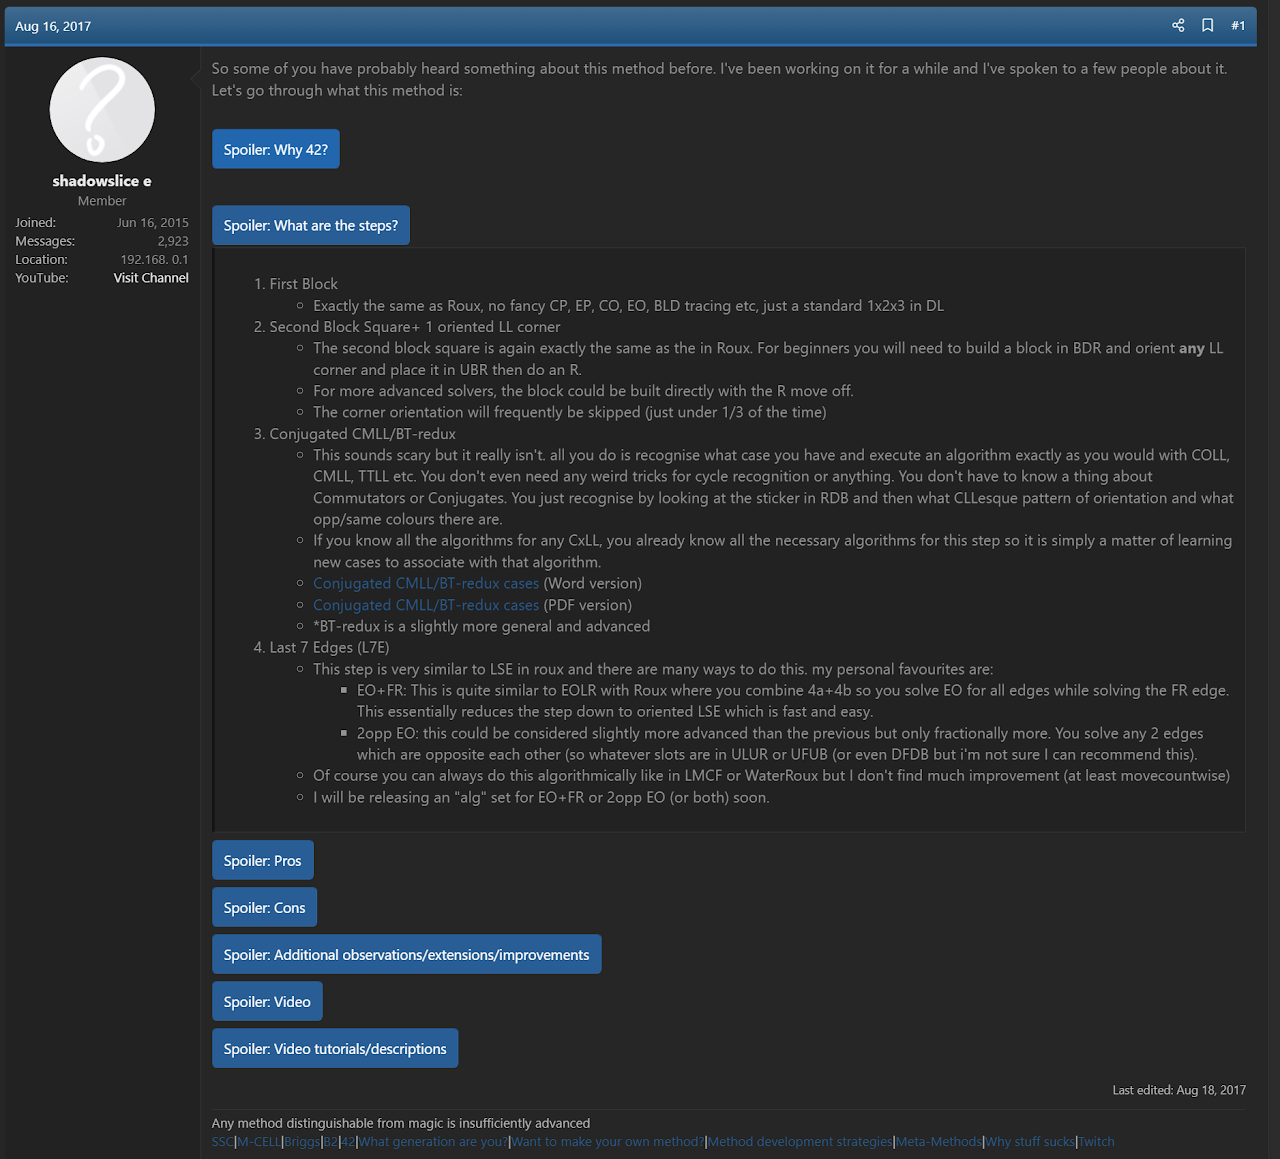 Aug 16, 2017
#1
shadowslice e
Member
Joined: Jun 16, 2015
Messages: 2,923
Location: 192.168. 0.1
YouTube: Visit Channel
So some of you have probably heard something about this method before. I've been working on it for a while and I've spoken to a few people about it.
Let's go through what this method is:
Spoiler: Why 42?
Spoiler: What are the steps?
1. First Block
◦ Exactly the same as Roux, no fancy CP, EP, CO, EO, BLD tracing etc, just a standard 1x2x3 in DL
2. Second Block Square+ 1 oriented LL corner
◦ The second block square is again exactly the same as the in Roux. For beginners you will need to build a block in BDR and orient any LL
corner and place it in UBR then do an R.
◦ For more advanced solvers, the block could be built directly with the R move off.
◦ The corner orientation will frequently be skipped (just under 1/3 of the time)
3. Conjugated CMLL/BT-redux
◦ This sounds scary but it really isn't. all you do is recognise what case you have and execute an algorithm exactly as you would with COLL,
CMLL, TTLL etc. You don't even need any weird tricks for cycle recognition or anything. You don't have to know a thing about
Commutators or Conjugates. You just recognise by looking at the sticker in RDB and then what CLLesque pattern of orientation and what
opp/same colours there are.
◦ If you know all the algorithms for any CxLL, you already know all the necessary algorithms for this step so it is simply a matter of learning
new cases to associate with that algorithm.
◦ Conjugated CMLL/BT-redux cases (Word version)
◦ Conjugated CMLL/BT-redux cases (PDF version)
◦ *BT-redux is a slightly more general and advanced
4. Last 7 Edges (L7E)
◦ This step is very similar to LSE in roux and there are many ways to do this. my personal favourites are:
▪ EO+FR: This is quite similar to EOLR with Roux where you combine 4a+4b so you solve EO for all edges while solving the FR edge.
This essentially reduces the step down to oriented LSE which is fast and easy.
▪ 2opp EO: this could be considered slightly more advanced than the previous but only fractionally more. You solve any 2 edges
which are opposite each other (so whatever slots are in ULUR or UFUB (or even DFDB but i'm not sure I can recommend this).
◦ Of course you can always do this algorithmically like in LMCF or WaterRoux but I don't find much improvement (at least movecountwise)
◦ I will be releasing an "alg" set for EO+FR or 2opp EO (or both) soon.
Spoiler: Pros
Spoiler: Cons
Spoiler: Additional observations/extensions/improvements
Spoiler: Video
Spoiler: Video tutorials/descriptions
Last edited: Aug 18, 2017
Any method distinguishable from magic is insufficiently advanced
SSC|M-CELL|Briggs|B2|42|What generation are you?|Want to make your own method?|Method development strategies|Meta-Methods|Why stuff sucks|Twitch